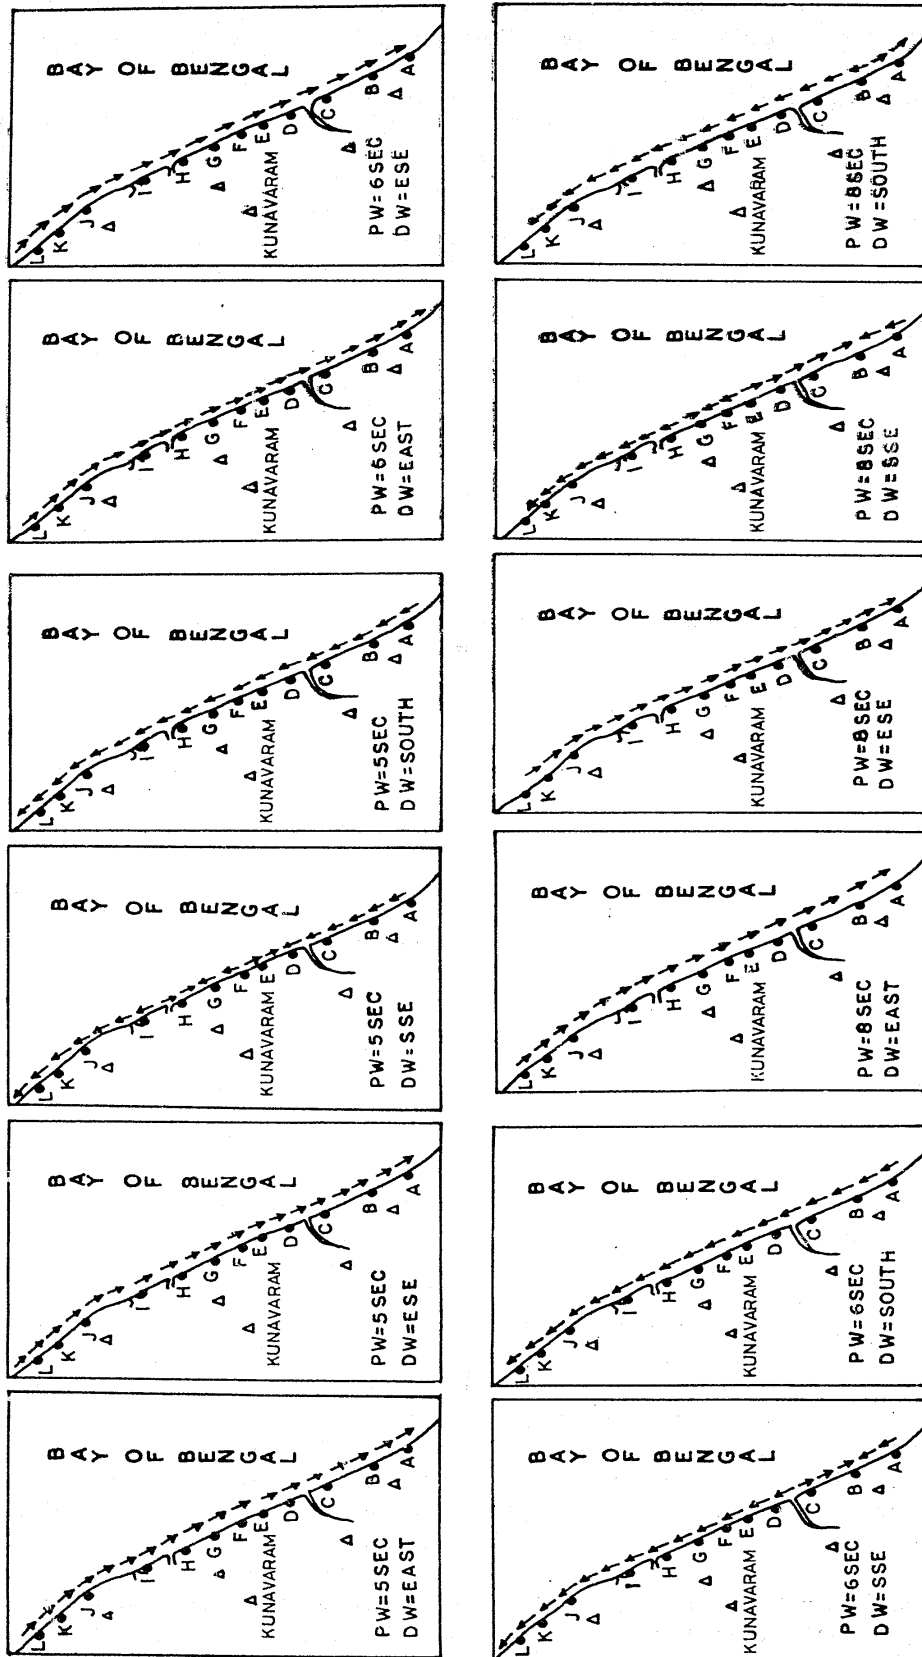 BAY OF BENGAL
L
K
J
I
H
G
F
KUNAVARAM E
D
C
B
A
PW=5SEC
DW=EAST
BAY OF BENGAL
L
K
J
I
H
G
F
KUNAVARAM E
D
C
B
A
PW=5SEC
DW=ESE
BAY OF BENGAL
L
K
J
I
H
G
F
KUNAVARAM E
D
C
B
A
PW=5SEC
DW=SSE
BAY OF BENGAL
L
K
J
I
H
G
F
KUNAVARAM E
D
C
B
A
PW=5SEC
DW=SOUTH
BAY OF BENGAL
L
K
J
I
H
G
F
KUNAVARAM E
D
C
B
A
PW=6SEC
DW=EAST
BAY OF BENGAL
L
K
J
I
H
G
F
KUNAVARAM E
D
C
B
A
PW=6SEC
DW=ESE
BAY OF BENGAL
L
K
J
I
H
G
F
KUNAVARAM E
D
C
B
A
PW=6SEC
DW=SSE
BAY OF BENGAL
L
K
J
I
H
G
F
KUNAVARAM E
D
C
B
A
PW=6SEC
DW=SOUTH
BAY OF BENGAL
L
K
J
I
H
G
F
KUNAVARAM E
D
C
B
A
PW=8SEC
DW=EAST
BAY OF BENGAL
L
K
J
I
H
G
F
KUNAVARAM E
D
C
B
A
PW=8SEC
DW=ESE
BAY OF BENGAL
L
K
J
I
H
G
F
KUNAVARAM E
D
C
B
A
PW=8SEC
DW=SSE
BAY OF BENGAL
L
K
J
I
H
G
F
KUNAVARAM E
D
C
B
A
PW=8SEC
DW=SOUTH